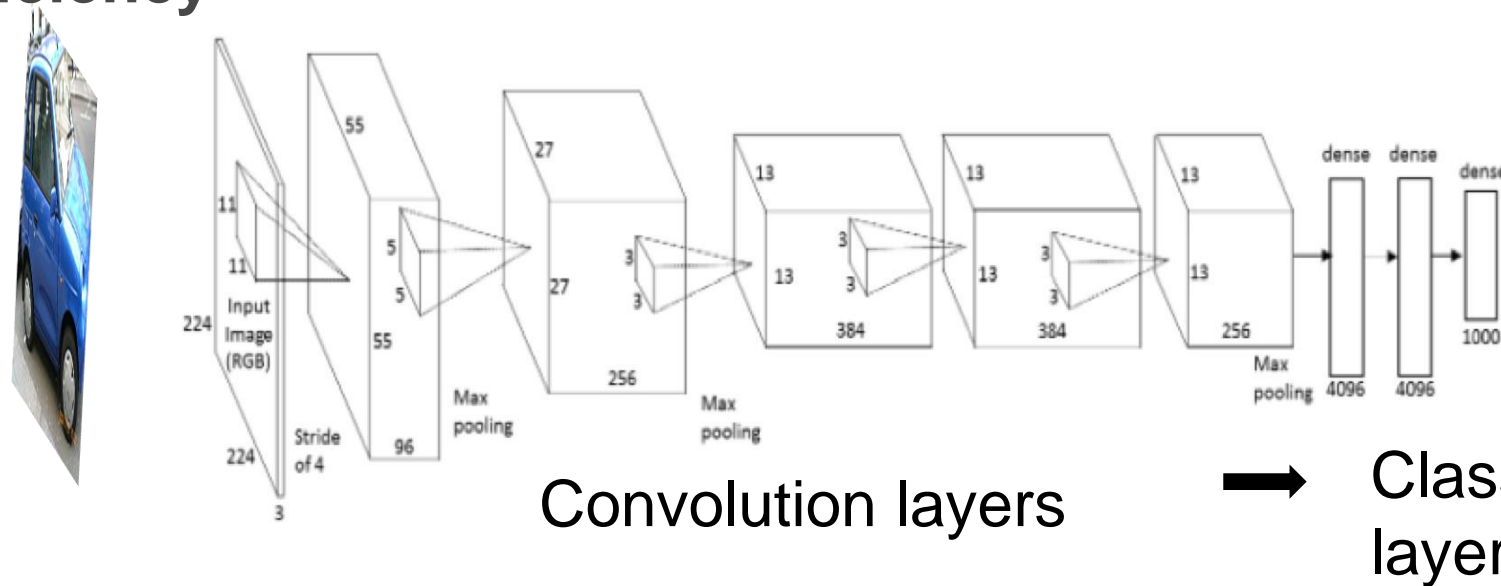 11
11
Input
Image
(RGB)
224
224
3
Stride
of 4
55
55
96
5
5
Max
pooling
27
27
256
3
3
Max
pooling
13
13
384
3
3
13
13
384
3
3
13
13
256
Max
pooling
dense
dense
dense
4096
4096
1000
Convolution layers